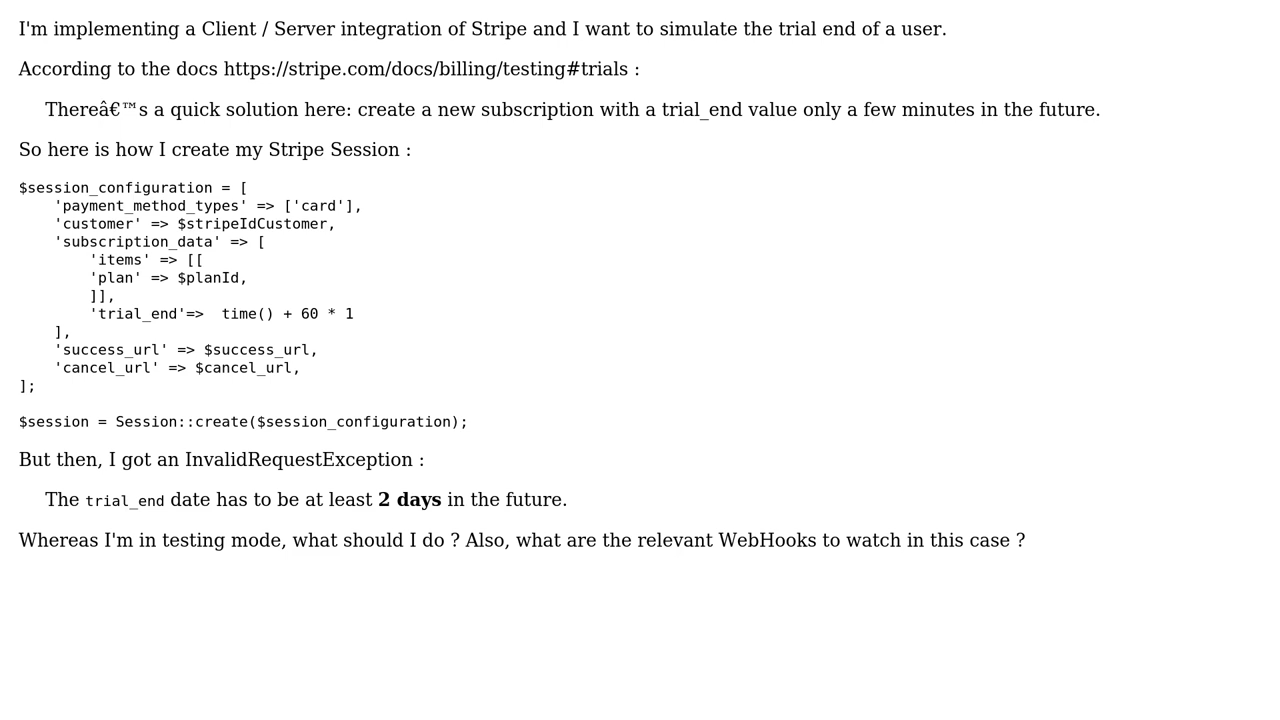 I'm implementing a Client / Server integration of Stripe and I want to simulate the trial end of a user.
According to the docs https://stripe.com/docs/billing/testing#trials :
Thereâ€™s a quick solution here: create a new subscription with a trial_end value only a few minutes in the future.
So here is how I create my Stripe Session :
$session_configuration = [
    'payment_method_types' => ['card'],
    'customer' => $stripeIdCustomer,
    'subscription_data' => [
        'items' => [[
        'plan' => $planId,
        ]],
        'trial_end'=>  time() + 60 * 1
    ],
    'success_url' => $success_url,
    'cancel_url' => $cancel_url,
];
$session = Session::create($session_configuration);
But then, I got an InvalidRequestException :
The trial_end date has to be at least 2 days in the future.
Whereas I'm in testing mode, what should I do ? Also, what are the relevant WebHooks to watch in this case ?